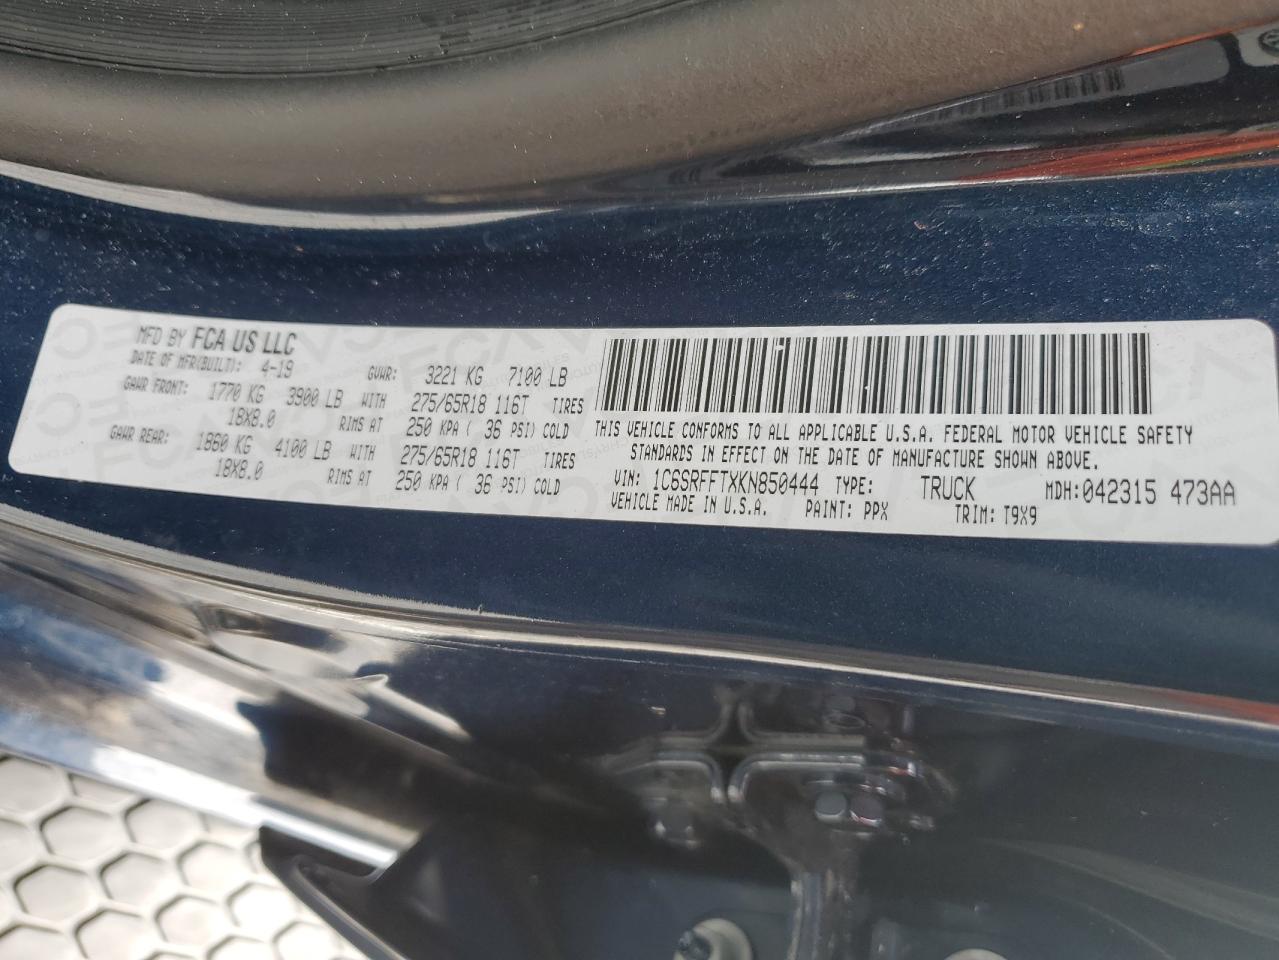 MFD BY FCA US LLC
DATE OF MFR(BUILT): 4-19 GVWR: 3221 KG 7100 LB
GAWR FRONT: 1770 KG 3900 LB WITH 275/65R18 116T TIRES
18X8.0 RIMS AT 250 KPA ( 36 PSI) COLD
GAWR REAR: 1860 KG 4100 LB WITH 275/65R18 116T TIRES
18X8.0 RIMS AT 250 KPA ( 36 PSI) COLD
THIS VEHICLE CONFORMS TO ALL APPLICABLE U.S.A. FEDERAL MOTOR VEHICLE SAFETY
STANDARDS IN EFFECT ON THE DATE OF MANUFACTURE SHOWN ABOVE.
VIN: 1C6SRFFTXKN850444 TYPE: TRUCK MDH:042315 473AA
VEHICLE MADE IN U.S.A. PAINT: PPX TRIM: T9X9